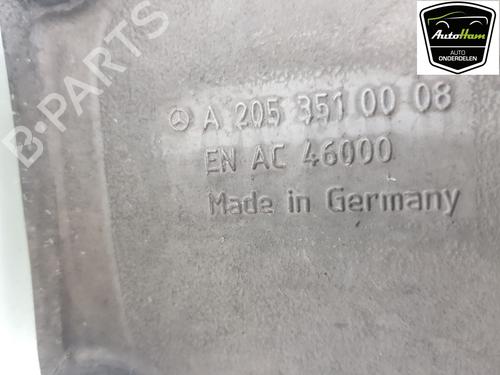 AutoHam
AUTO
ONDERDELEN
A 205 351 00 08
EN AC 46000
Made in Germany
B-PARTS